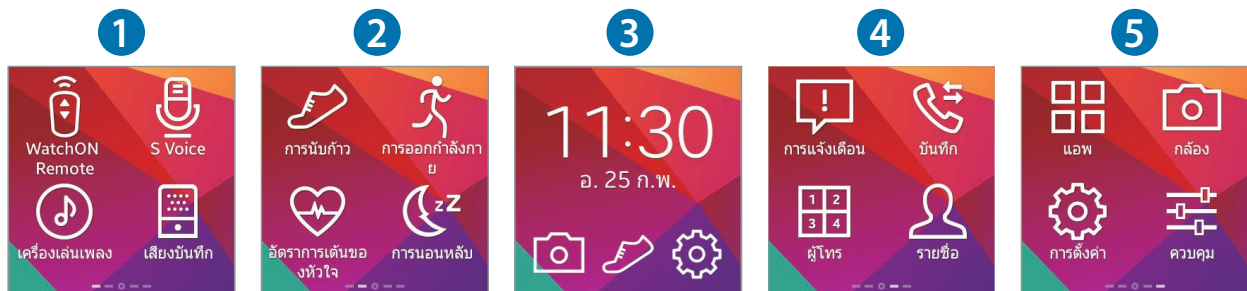 1
2
3
4
5
WatchON
Remote
S Voice
เครื่องเล่นเพลง
เสียงบันทึก
การนับก้าว
การออกกำลังกา
ย
อัตราการเต้นขอ
งหัวใจ
zZ
การนอนหลับ
11:30
อ. 25 ก.พ.
!
การแจ้งเตือน
บันทึก
1 2
3 4
ผู้โทร
รายชื่อ
แอพ
กล้อง
การตั้งค่า
ควบคุม